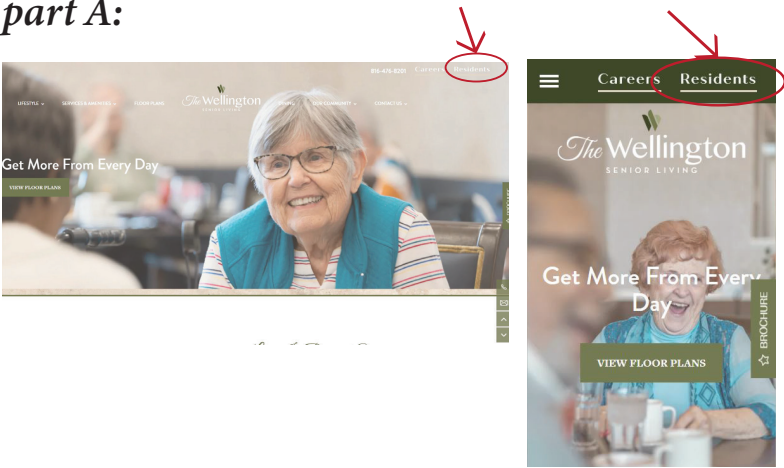 part A:
816-476-8201 Careers Residents
LIFESTYLE
SERVICES & AMENITIES
FLOOR PLANS
The Wellington
SENIOR LIVING
DINING
OUR COMMUNITY
CONTACT US
Get More From Every Day
VIEW FLOOR PLANS
Careers Residents
The Wellington
SENIOR LIVING
Get More From Every
Day
VIEW FLOOR PLANS
BROCHURE